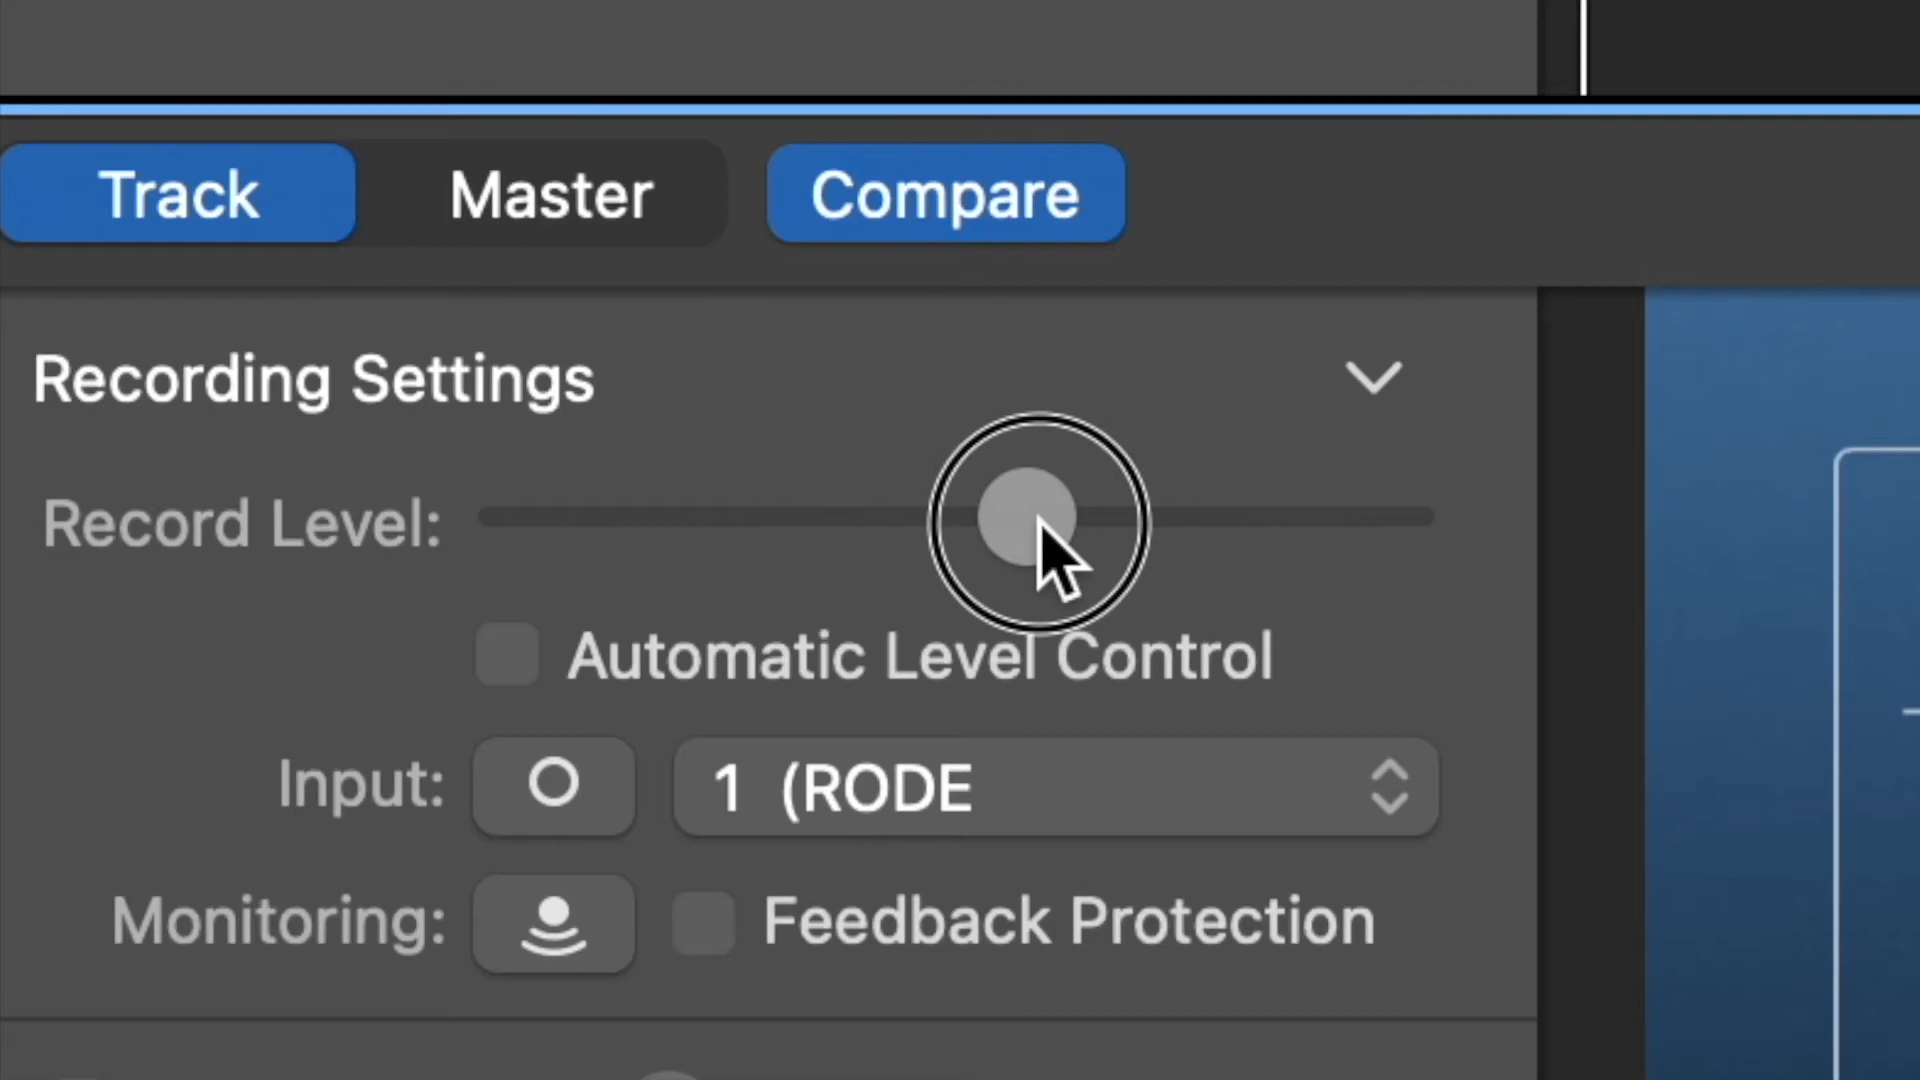 Track Master Compare
Recording Settings
Record Level:
Automatic Level Control
Input: 1 (RODE
Monitoring: Feedback Protection